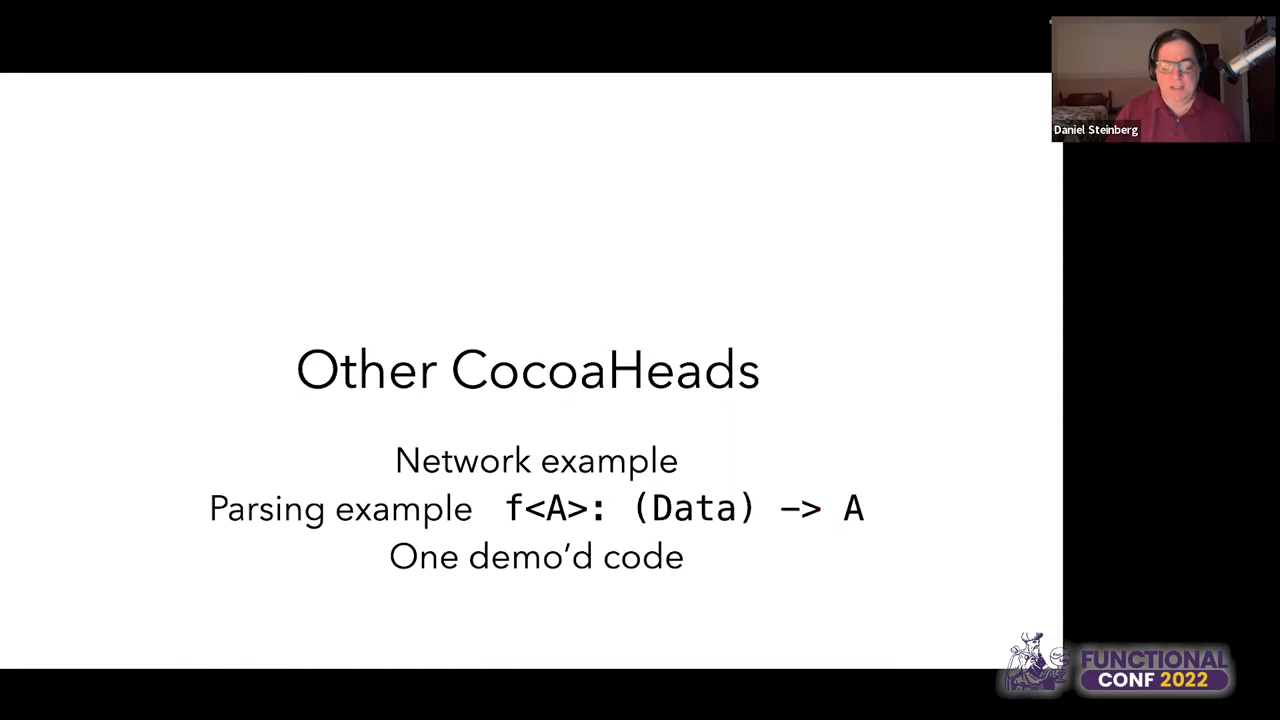 Daniel Steinberg
Other CocoaHeads
Network example
Parsing example f<A>: (Data) -> A
One demo’d code
FUNCTIONAL
CONF 2022